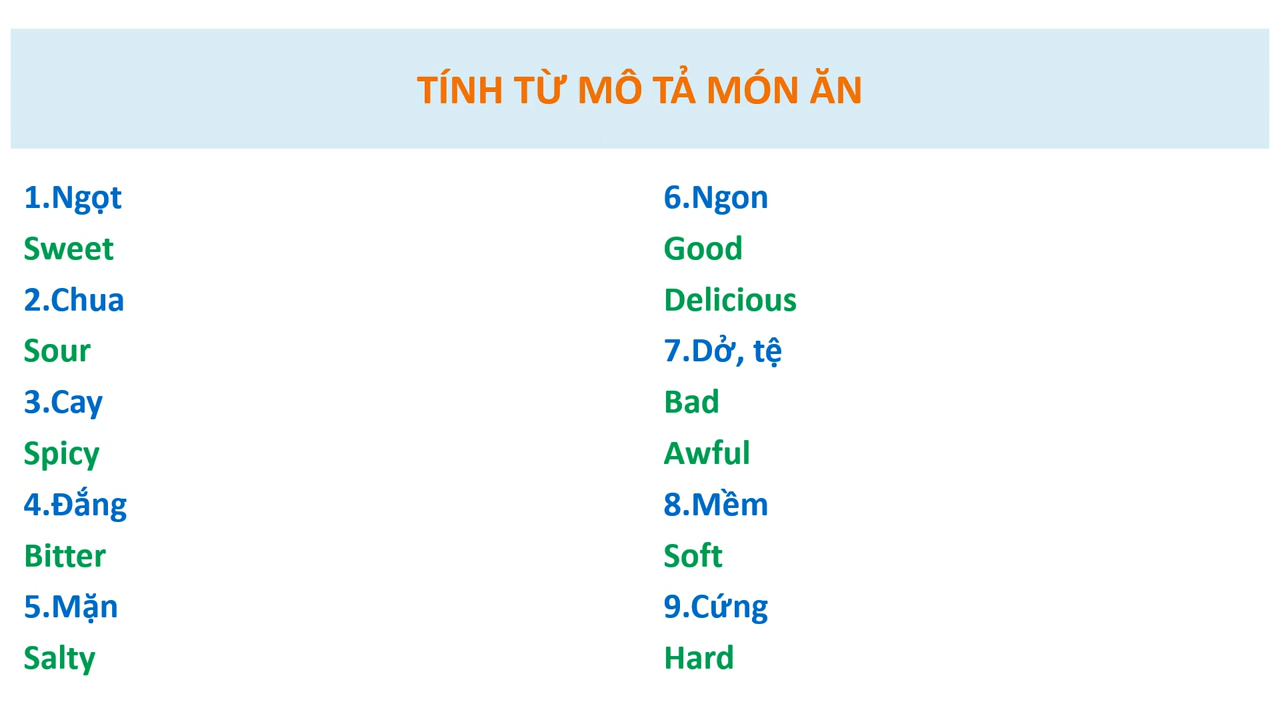 TÍNH TỪ MÔ TẢ MÓN ĂN
1.Ngọt
Sweet
2.Chua
Sour
3.Cay
Spicy
4.Đắng
Bitter
5.Mặn
Salty
6.Ngon
Good
Delicious
7.Dở, tệ
Bad
Awful
8.Mềm
Soft
9.Cứng
Hard